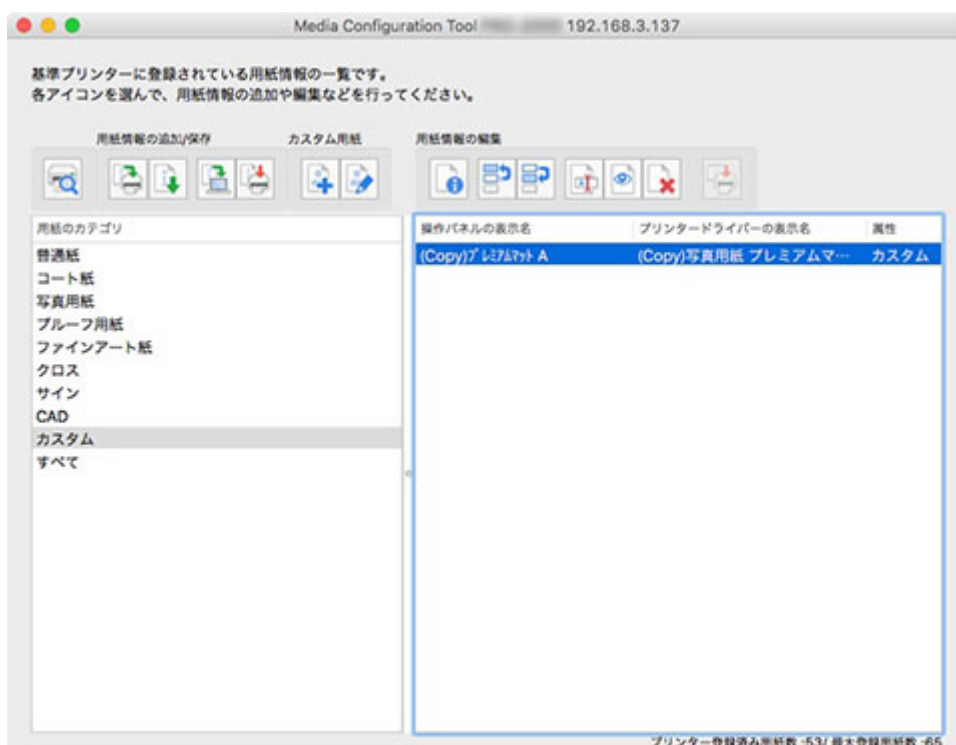 Media Configuration Tool 192.168.3.137
基準プリンターに登録されている用紙情報の一覧です。
各アイコンを選んで、用紙情報の追加や編集などを行ってください。
用紙情報の追加/保存 カスタム用紙 用紙情報の編集
用紙のカテゴリ
普通紙
コート紙
写真用紙
プルーフ用紙
ファインアート紙
クロス
サイン
CAD
カスタム
すべて
操作パネルの表示名 プリンタードライバーの表示名 属性
(Copy)ﾌﾟﾚﾐｱﾑﾏｯﾄ A (Copy)写真用紙 プレミアムマ… カスタム
プリンター登録済み用紙数 :53/ 最大登録用紙数 :65